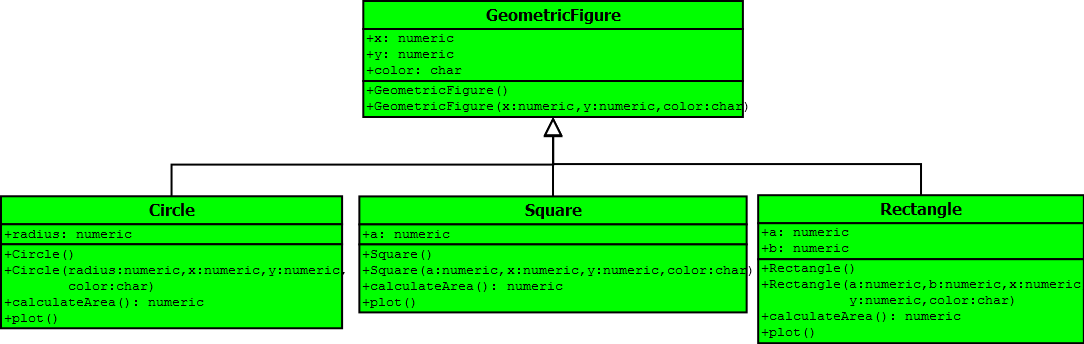 GeometricFigure
+x: numeric
+y: numeric
+color: char
+GeometricFigure()
+GeometricFigure(x:numeric,y:numeric,color:char)
Circle
+radius: numeric
+Circle()
+Circle(radius:numeric,x:numeric,y:numeric,
color:char)
+calculateArea(): numeric
+plot()
Square
+a: numeric
+Square()
+Square(a:numeric,x:numeric,y:numeric,color:char)
+calculateArea(): numeric
+plot()
Rectangle
+a: numeric
+b: numeric
+Rectangle()
+Rectangle(a:numeric,b:numeric,x:numeric
y:numeric,color:char)
+calculateArea(): numeric
+plot()